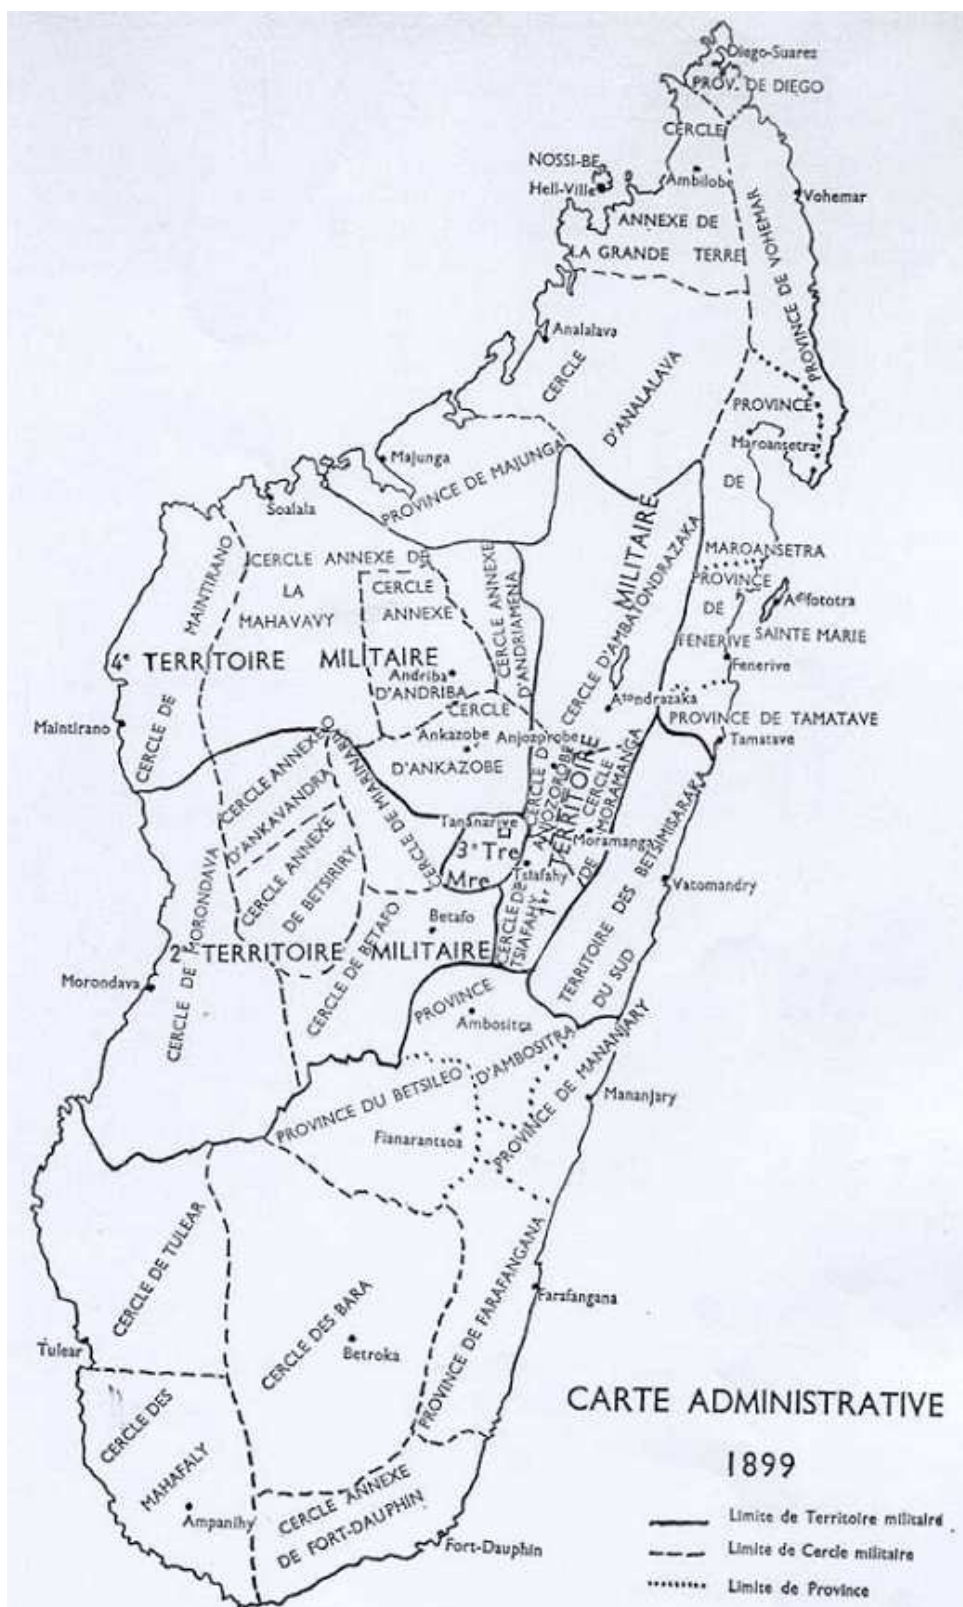 Diego-Suarez
PROV. DE DIEGO
CERCLE
NOSSI-BE
Hell-Ville
Ambilobe
ANNEXE DE
LA GRANDE TERRE
Vohemar
PROVINCE DE VOHEMAR
Analalava
CERCLE
D'ANALALAVA
PROVINCE
Maroansetra
DE
MAROANSETRA
Majunga
PROVINCE DE MAJUNGA
Soalala
MAINTIRANO
CERCLE DE
CERCLE ANNEXE DE
LA
MAHAVAVY
CERCLE
ANNEXE
Andriba
D'ANDRIBA
CERCLE ANNEXE
D'ANDRIAMENA
MILITAIRE
CERCLE D'AMBATONDRAZAKA
PROVINCE
DE
FENERIVE
SAINTE MARIE
Fenerive
4e TERRITOIRE MILITAIRE
Maintirano
CERCLE
Ankazobe
D'ANKAZOBE
Anjozorobe
Atondrazaka
PROVINCE DE TAMATAVE
Tamatave
CERCLE ANNEXE
D'ANKAVANDRA
CERCLE DE MIARINARIVO
CERCLE D'
ANJOZOROBE
TERRITOIRE
1er
CERCLE
DE
MORAMANGA
Moramanga
Tananarive
3e Tre
Mre
Tsiafahy
CERCLE DE
TSIAFAHY
CERCLE ANNEXE
DE BETSIRIRY
CERCLE DE MORONDAVA
Betafo
CERCLE DE BETAFO
2e TERRITOIRE MILITAIRE
TERRITOIRE DES BETSIMISARAKA
DU SUD
Vatomandry
Morondava
PROVINCE
Ambositra
D'AMBOSITRA
PROVINCE DE MANANJARY
Mananjary
PROVINCE DU BETSILEO
Fianarantsoa
CERCLE DE TULEAR
CERCLE DES BARA
Betroka
PROVINCE DE FARAFANGANA
Farafangana
Tulear
CERCLE DES
MAHAFALY
Ampanihy
CERCLE ANNEXE
DE FORT-DAUPHIN
Fort-Dauphin
CARTE ADMINISTRATIVE
1899
Limite de Territoire militaire
Limite de Cercle militaire
Limite de Province